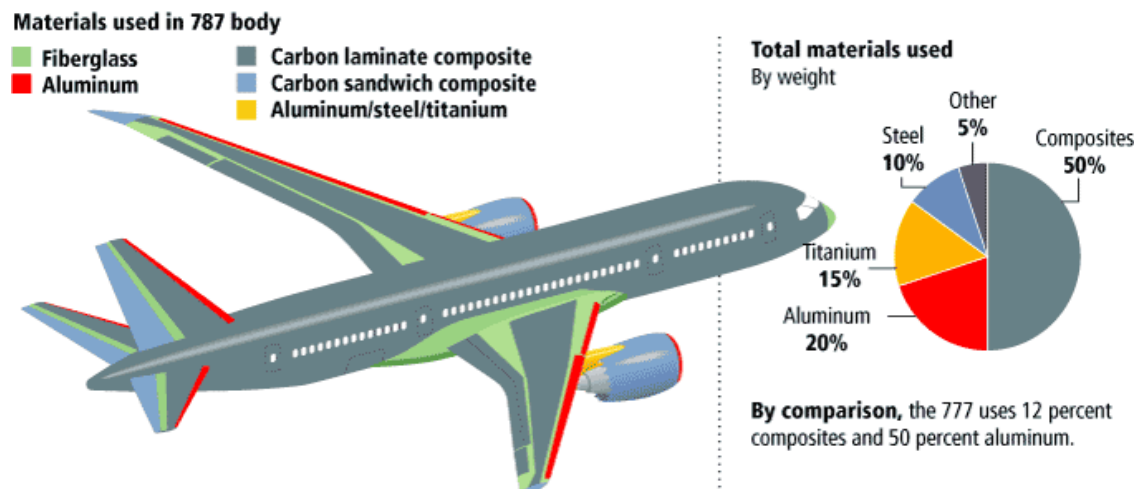 Materials used in 787 body
Fiberglass
Aluminum
Carbon laminate composite
Carbon sandwich composite
Aluminum/steel/titanium
Total materials used
By weight
Other
5%
Steel
10%
Composites
50%
Titanium
15%
Aluminum
20%
By comparison, the 777 uses 12 percent
composites and 50 percent aluminum.